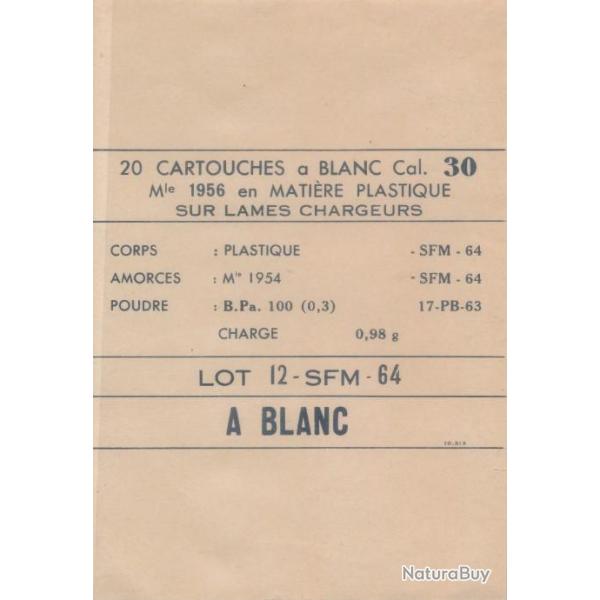 20 CARTOUCHES a BLANC Cal. 30
Mle 1956 en MATIÈRE PLASTIQUE
SUR LAMES CHARGEURS
CORPS : PLASTIQUE - SFM - 64
AMORCES : Mle 1954 - SFM - 64
POUDRE : B.Pa. 100 (0,3) 17-PB-63
CHARGE 0,98 g
LOT 12 - SFM - 64
A BLANC
NaturaBuy